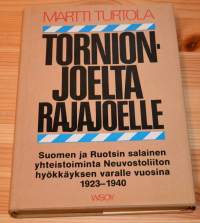 MARTTI TURTOLA
TORNION-
JOELTA
RAJAJOELLE
Suomen ja Ruotsin salainen
yhteistoiminta Neuvostoliiton
hyökkäyksen varalle vuosina
1923–1940
WSOY